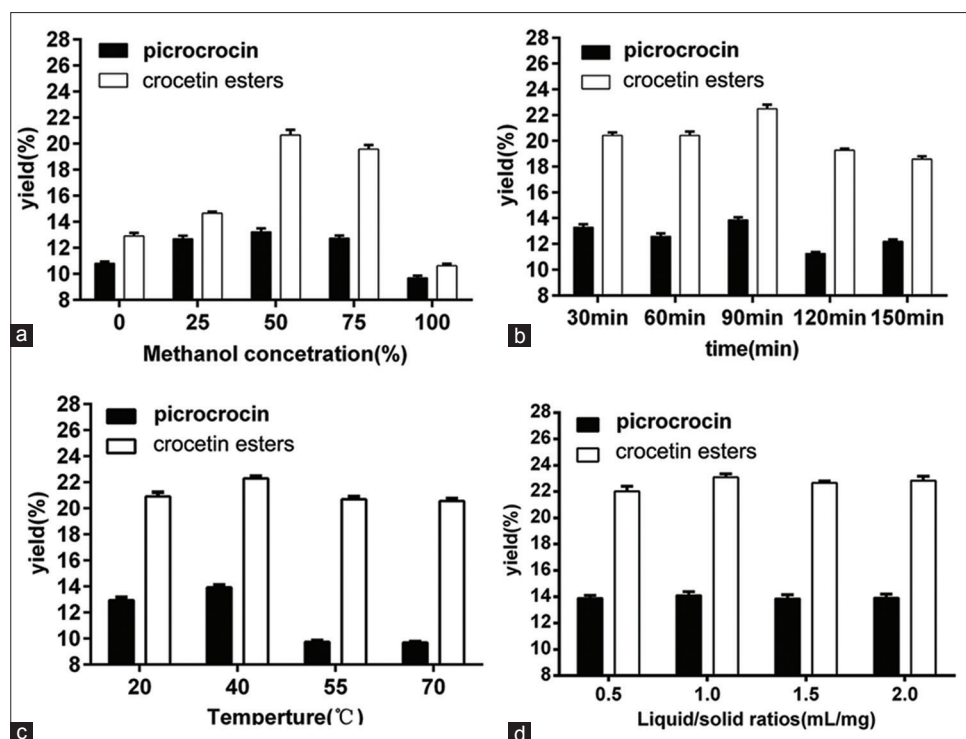 28
26
24
22
20
18
16
14
12
10
8
yield(%)
picrocrocin
crocetin esters
0 25 50 75 100
Methanol concetration(%)
a
28
26
24
22
20
18
16
14
12
10
8
yield(%)
picrocrocin
crocetin esters
30min 60min 90min 120min 150min
time(min)
b
28
26
24
22
20
18
16
14
12
10
8
yield(%)
picrocrocin
crocetin esters
20 40 55 70
Temperture(℃)
c
28
26
24
22
20
18
16
14
12
10
8
yield(%)
picrocrocin
crocetin esters
0.5 1.0 1.5 2.0
Liquid/solid ratios(mL/mg)
d